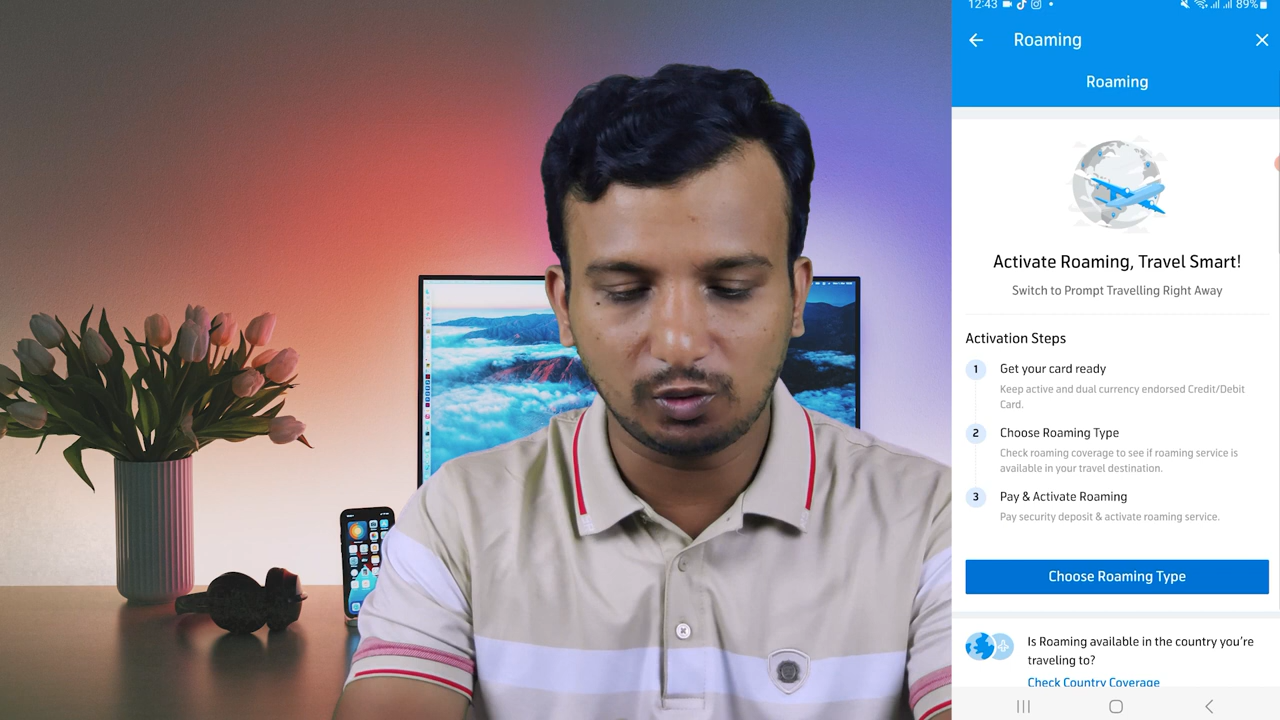 12:43
89%
Roaming
Roaming
Activate Roaming, Travel Smart!
Switch to Prompt Travelling Right Away
Activation Steps
1 Get your card ready
Keep active and dual currency endorsed Credit/Debit
Card.
2 Choose Roaming Type
Check roaming coverage to see if roaming service is
available in your travel destination.
3 Pay & Activate Roaming
Pay security deposit & activate roaming service.
Choose Roaming Type
Is Roaming available in the country you're
traveling to?
Check Country Coverage